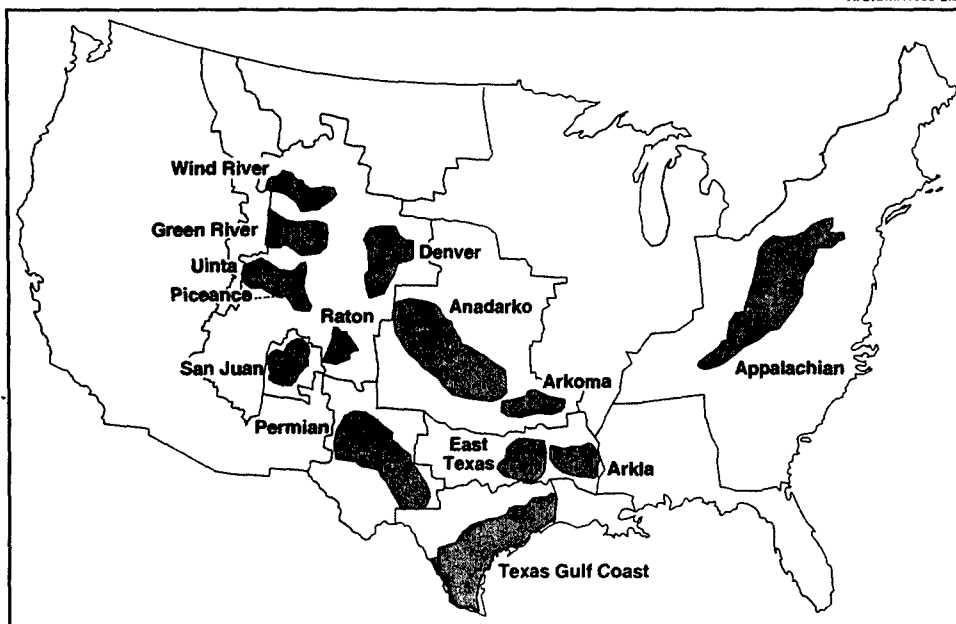 Wind River
Green River
Uinta
Piceance
Denver
Raton
Anadarko
San Juan
Arkoma
Appalachian
Permian
East
Texas
Arkla
Texas Gulf Coast